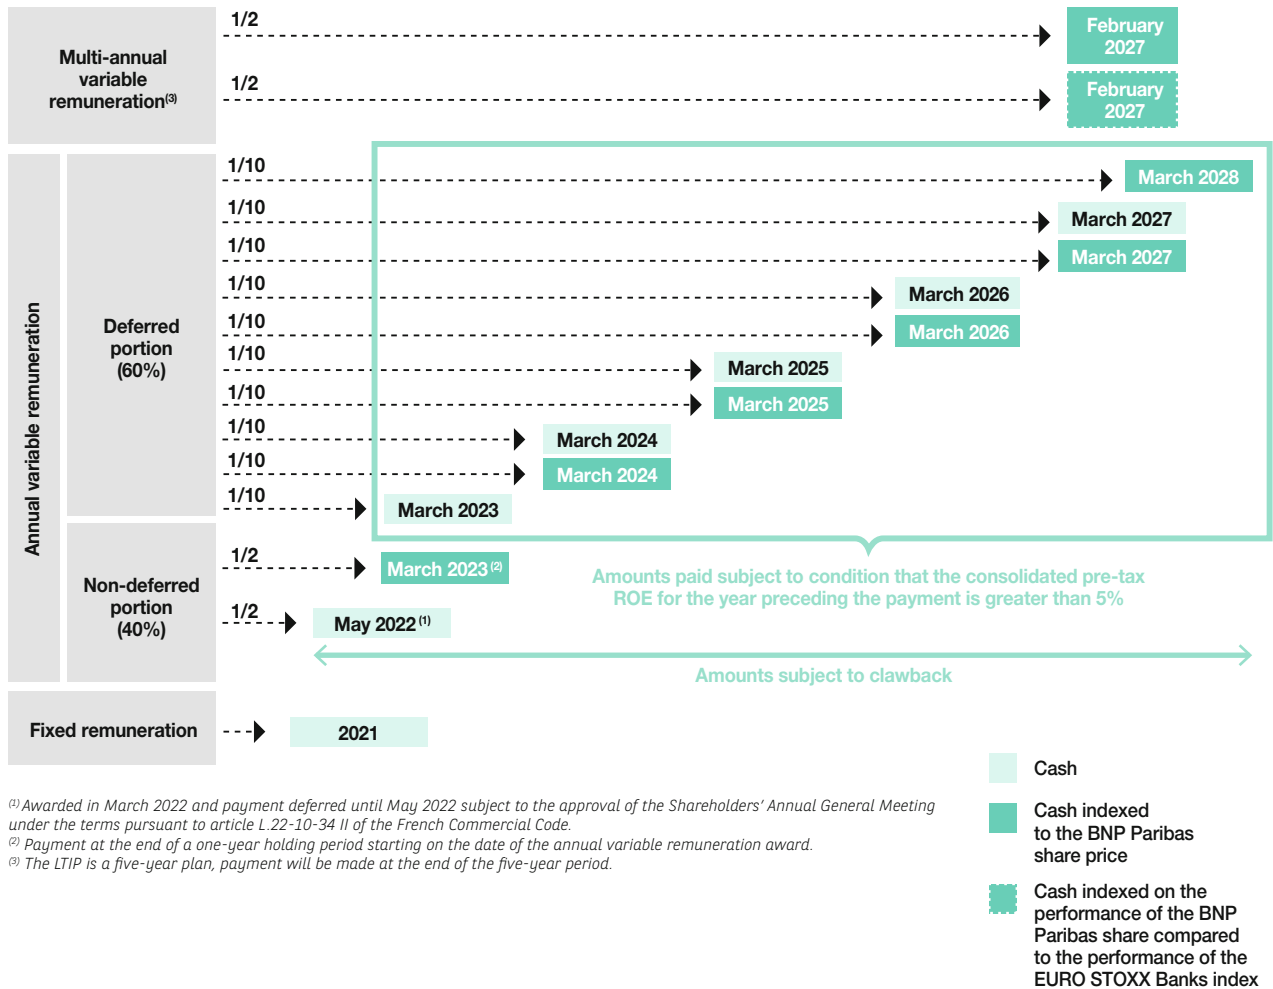 1/2
February
2027
Multi-annual
variable
remuneration(3)
1/2
February
2027
Annual variable remuneration
Deferred
portion
(60%)
1/10
March 2028
1/10
March 2027
1/10
March 2027
1/10
March 2026
1/10
March 2026
1/10
March 2025
1/10
March 2025
1/10
March 2024
1/10
March 2024
1/10
March 2023
Non-deferred
portion
(40%)
1/2
March 2023 (2)
1/2
May 2022 (1)
Amounts paid subject to condition that the consolidated pre-tax
ROE for the year preceding the payment is greater than 5%
Amounts subject to clawback
Fixed remuneration
2021
Cash
Cash indexed
to the BNP Paribas
share price
Cash indexed on the
performance of the BNP
Paribas share compared
to the performance of the
EURO STOXX Banks index
(1) Awarded in March 2022 and payment deferred until May 2022 subject to the approval of the Shareholders' Annual General Meeting
under the terms pursuant to article L.22-10-34 II of the French Commercial Code.
(2) Payment at the end of a one-year holding period starting on the date of the annual variable remuneration award.
(3) The LTIP is a five-year plan, payment will be made at the end of the five-year period.